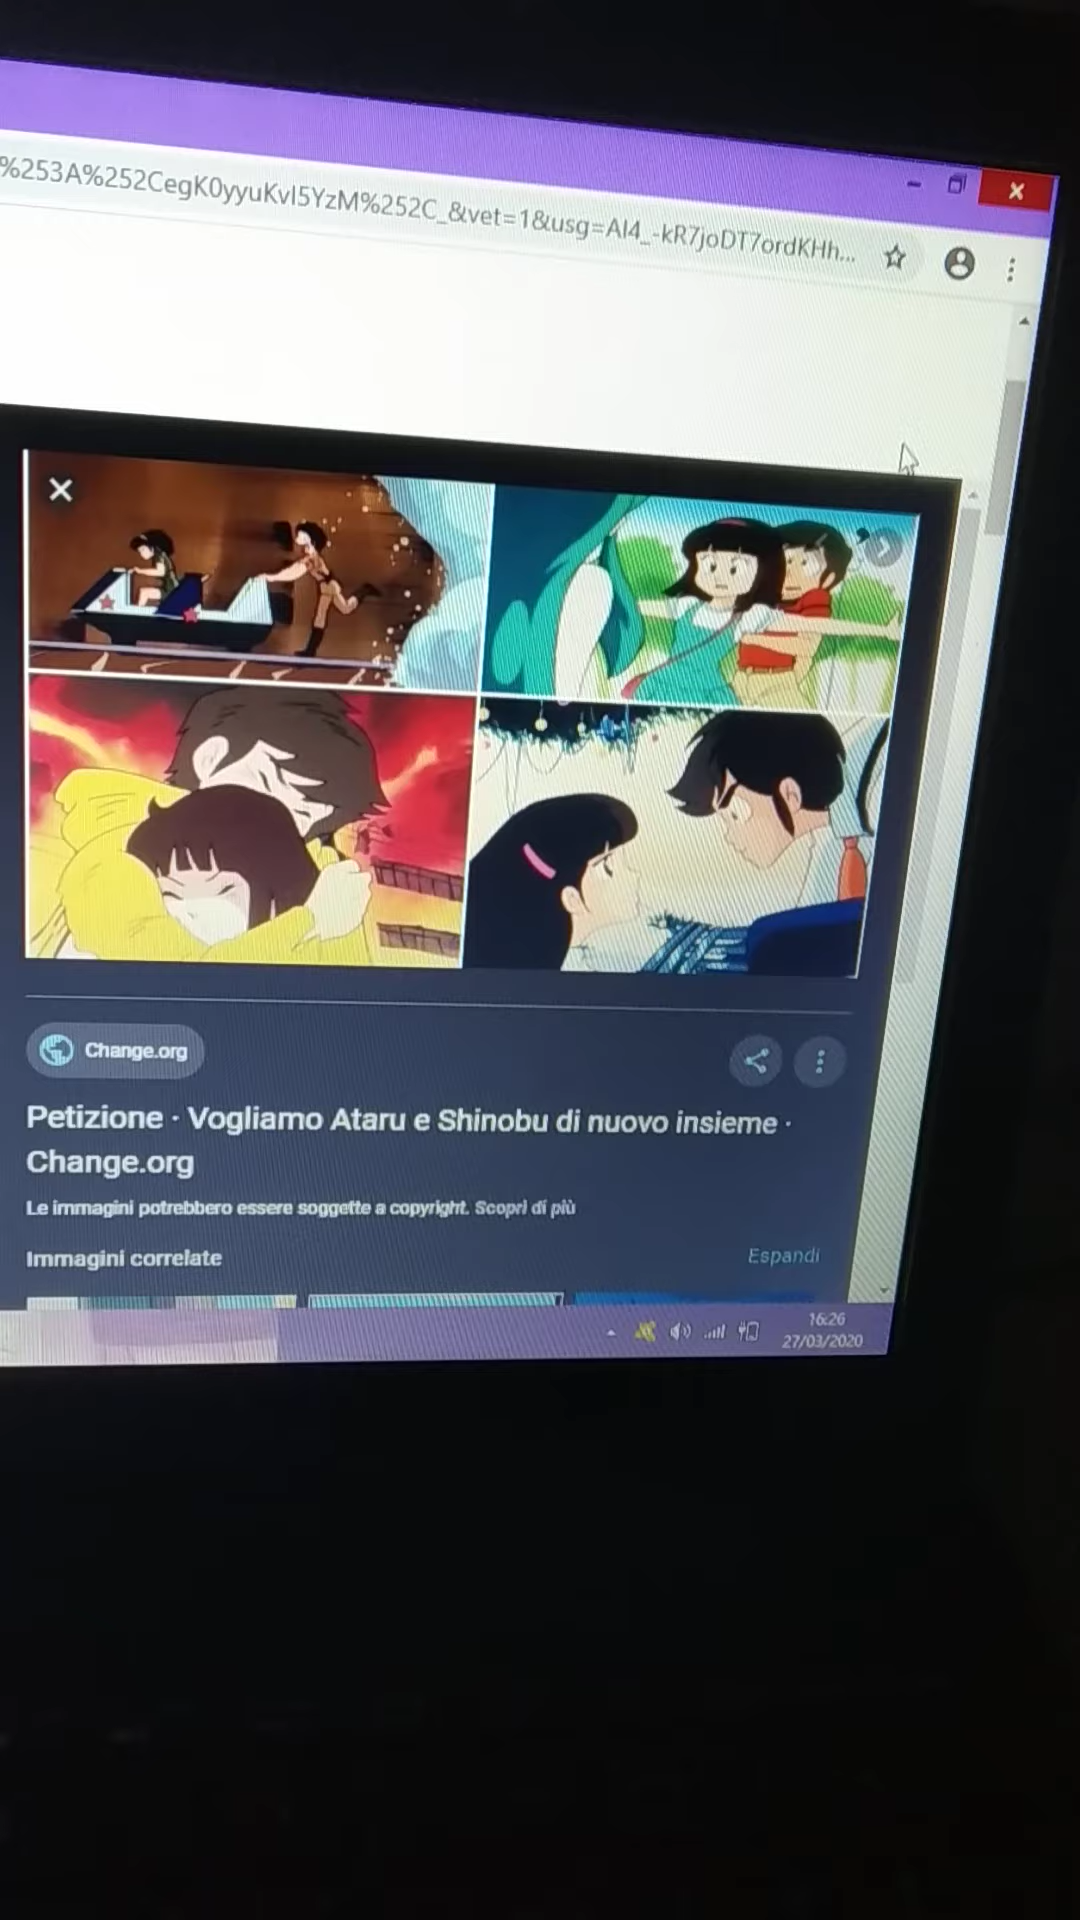 %253A%252CegK0yyuKvI5YzM%252C_&vet=1&usg=AI4_-kR7joDT7ordKHh...
Change.org
Petizione · Vogliamo Ataru e Shinobu di nuovo insieme ·
Change.org
Le immagini potrebbero essere soggette a copyright. Scopri di più
Immagini correlate
Espandi
16:26
27/03/2020